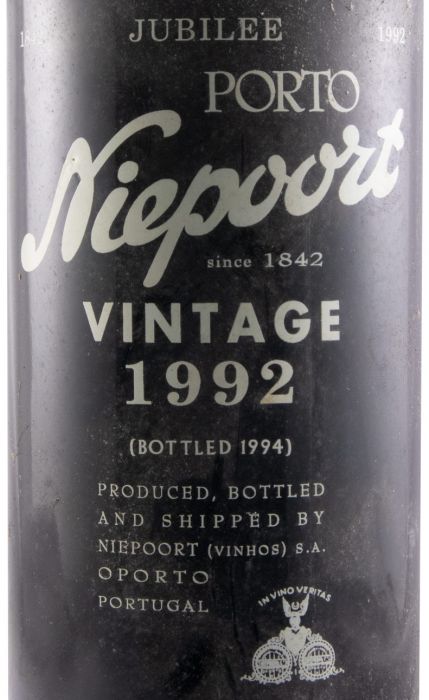 JUBILEE
1842 1992
PORTO
Niepoort
since 1842
VINTAGE
1992
(BOTTLED 1994)
PRODUCED, BOTTLED
AND SHIPPED BY
NIEPOORT (VINHOS) S.A.
OPORTO
PORTUGAL
IN VINO VERITAS